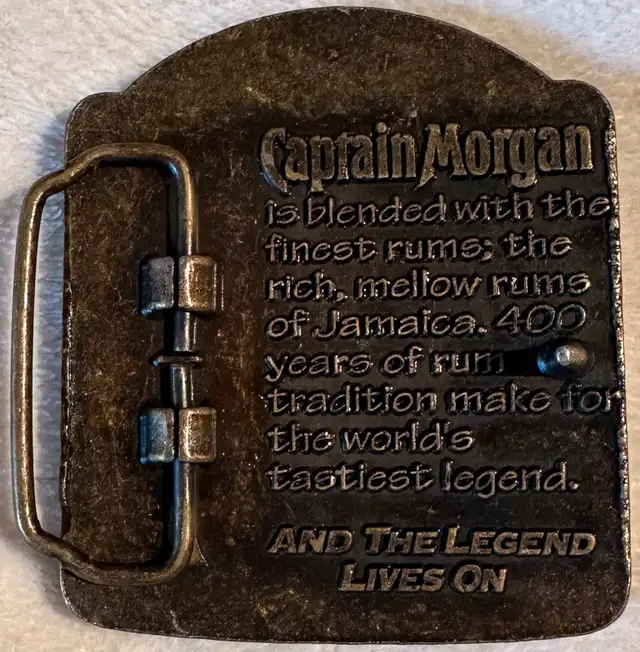 Captain Morgan
is blended with the
finest rums; the
rich, mellow rums
of Jamaica. 400
years of rum
tradition make for
the world's
tastiest legend.
AND THE LEGEND
LIVES ON